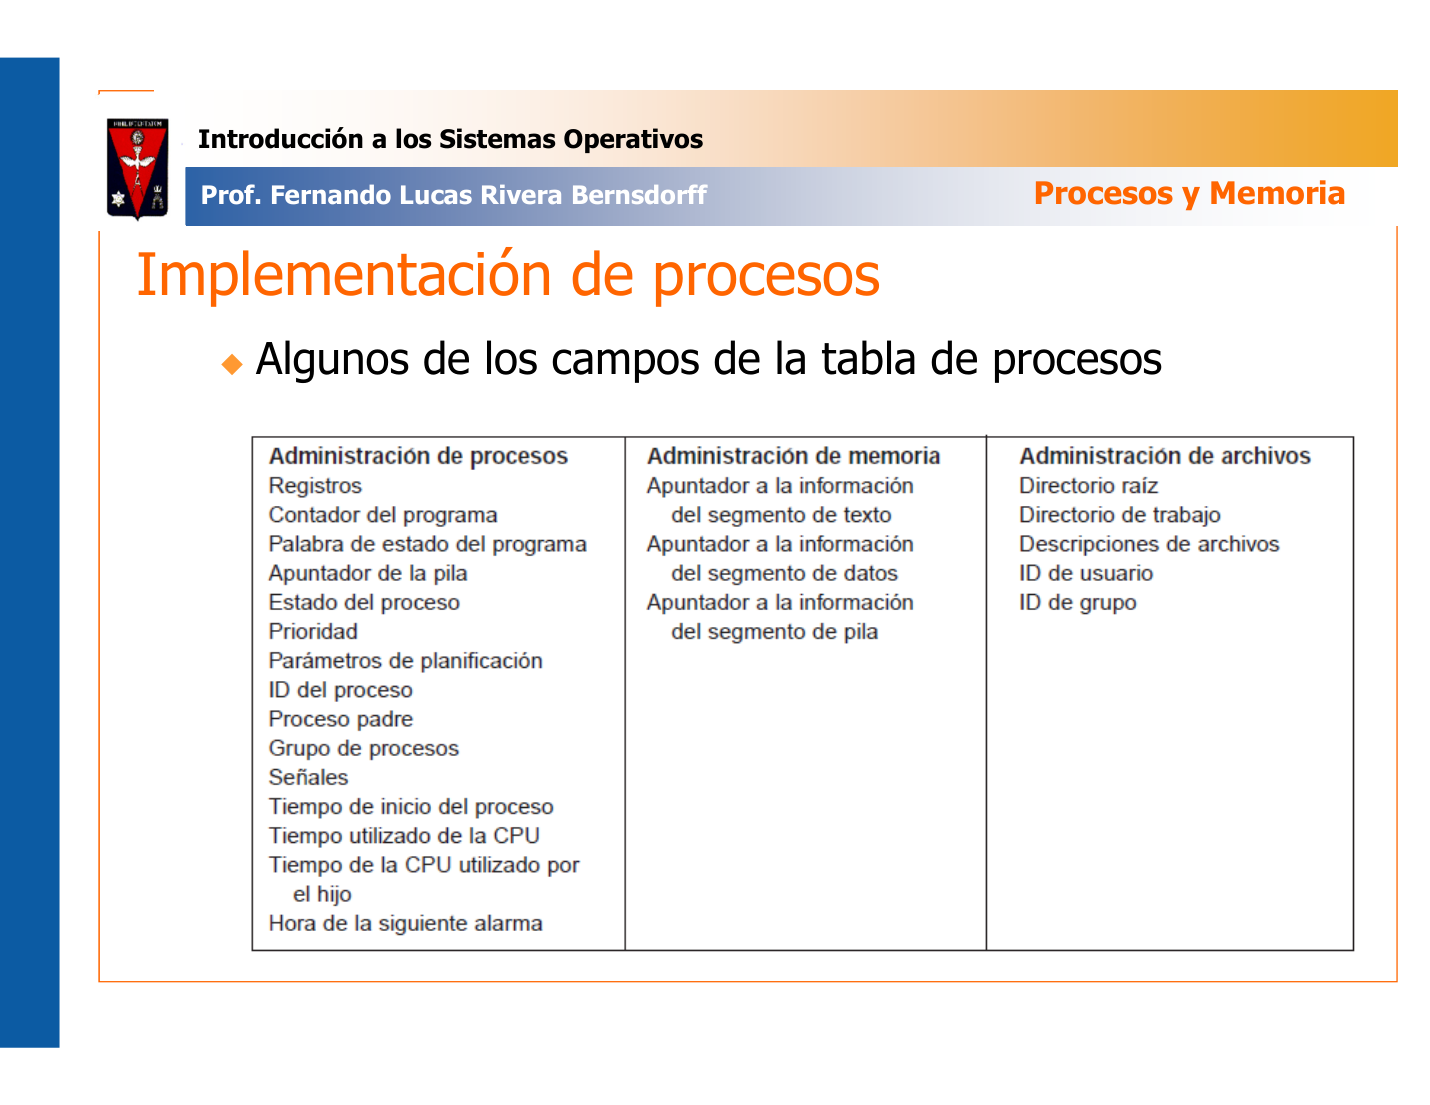 Introducción a los Sistemas Operativos
Prof. Fernando Lucas Rivera Bernsdorff
Procesos y Memoria
Implementación de procesos
Algunos de los campos de la tabla de procesos
Administración de procesos
Registros
Contador del programa
Palabra de estado del programa
Apuntador de la pila
Estado del proceso
Prioridad
Parámetros de planificación
ID del proceso
Proceso padre
Grupo de procesos
Señales
Tiempo de inicio del proceso
Tiempo utilizado de la CPU
Tiempo de la CPU utilizado por
el hijo
Hora de la siguiente alarma
Administración de memoria
Apuntador a la información
del segmento de texto
Apuntador a la información
del segmento de datos
Apuntador a la información
del segmento de pila
Administración de archivos
Directorio raíz
Directorio de trabajo
Descripciones de archivos
ID de usuario
ID de grupo